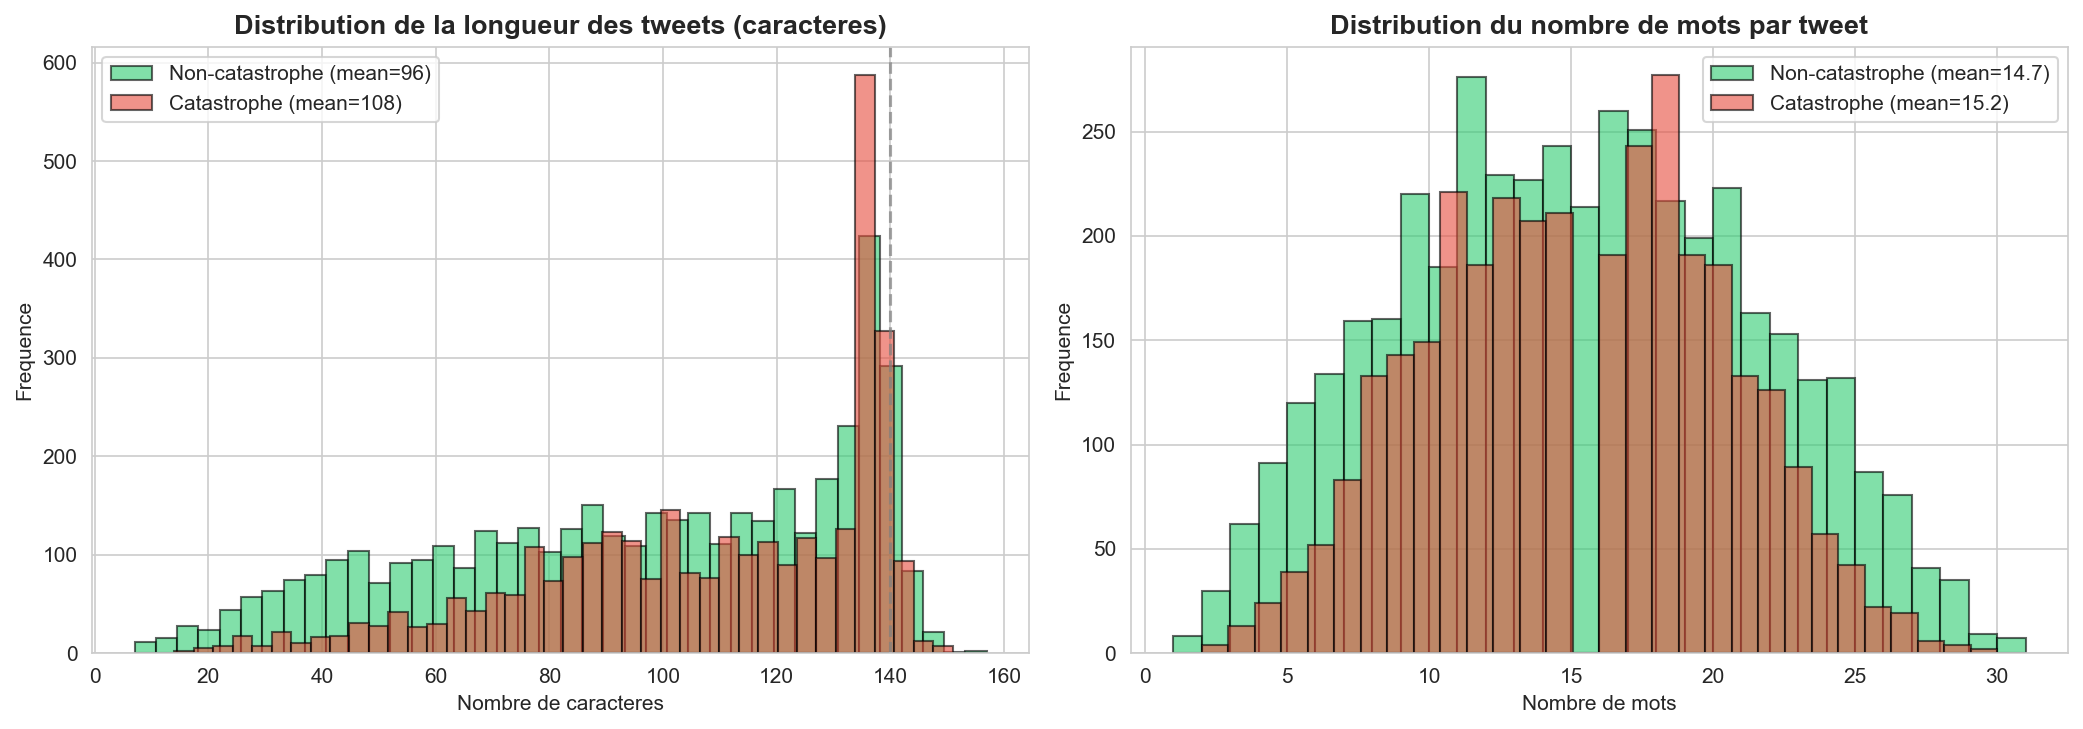 Distribution de la longueur des tweets (caracteres)
Non-catastrophe (mean=96)
Catastrophe (mean=108)
Frequence
600
500
400
300
200
100
0
0 20 40 60 80 100 120 140 160
Nombre de caracteres
Distribution du nombre de mots par tweet
Non-catastrophe (mean=14.7)
Catastrophe (mean=15.2)
Frequence
250
200
150
100
50
0
0 5 10 15 20 25 30
Nombre de mots